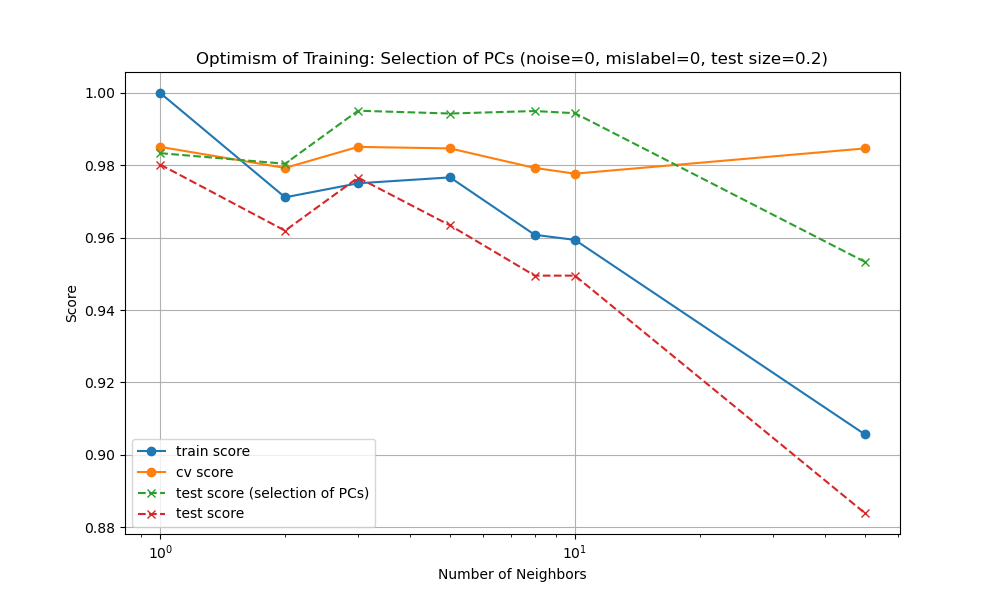 Optimism of Training: Selection of PCs (noise=0, mislabel=0, test size=0.2)
1.00
0.98
0.96
0.94
0.92
0.90
0.88
Score
train score
cv score
test score (selection of PCs)
test score
10⁰
10¹
Number of Neighbors